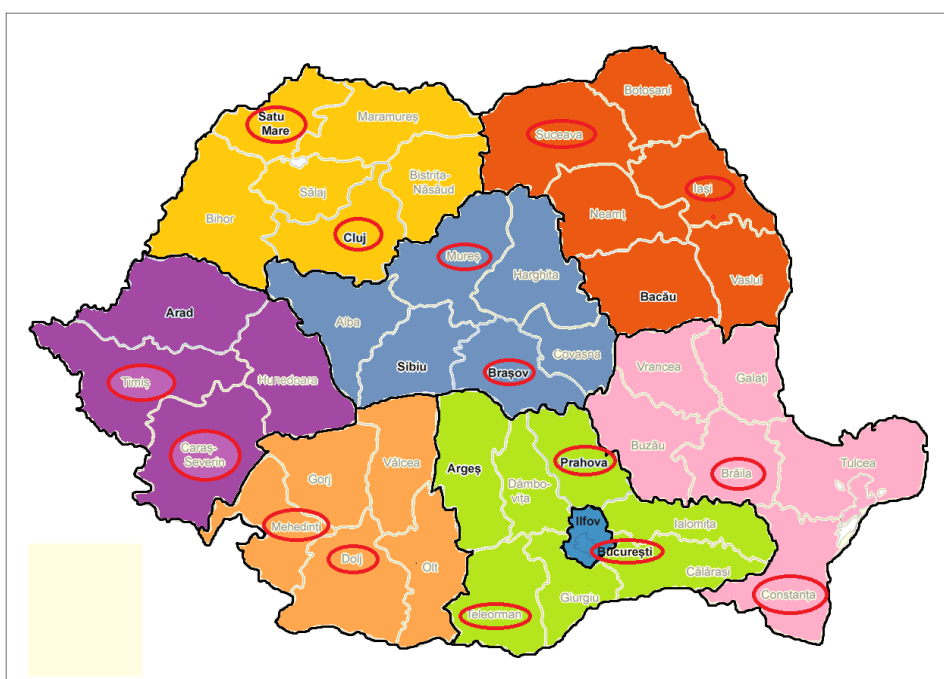 Botoșani
Satu
Mare
Maramureș
Suceava
Bistrița-
Năsăud
Sălaj
Iași
Bihor
Neamț
Cluj
Mureș
Harghita
Vaslui
Bacău
Arad
Alba
Covasna
Sibiu
Brașov
Vrancea
Galați
Timiș
Hunedoara
Caraș-
Severin
Vâlcea
Buzău
Argeș
Prahova
Brăila
Tulcea
Gorj
Dâmbo-
vița
Mehedinți
Ilfov
Ialomița
București
Dolj
Olt
Călărași
Giurgiu
Constanța
Teleorman